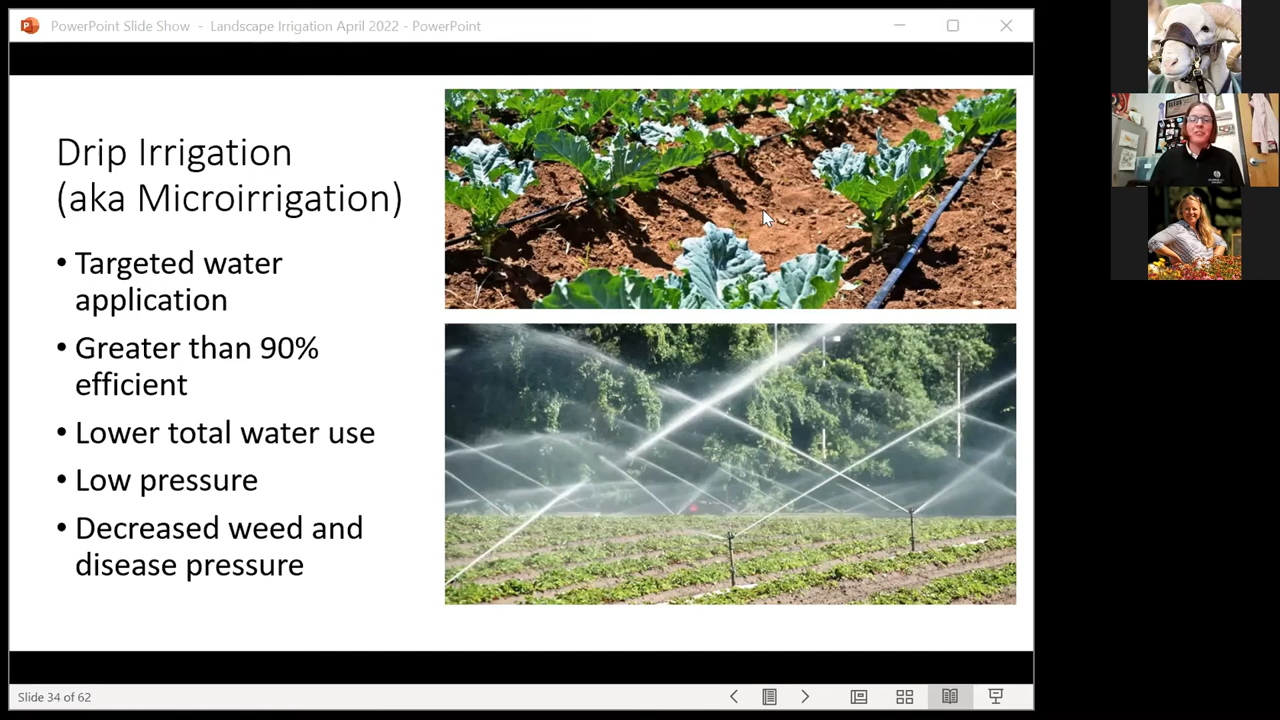 PowerPoint Slide Show - Landscape Irrigation April 2022 - PowerPoint
Drip Irrigation
(aka Microirrigation)
• Targeted water
application
• Greater than 90%
efficient
• Lower total water use
• Low pressure
• Decreased weed and
disease pressure
Slide 34 of 62